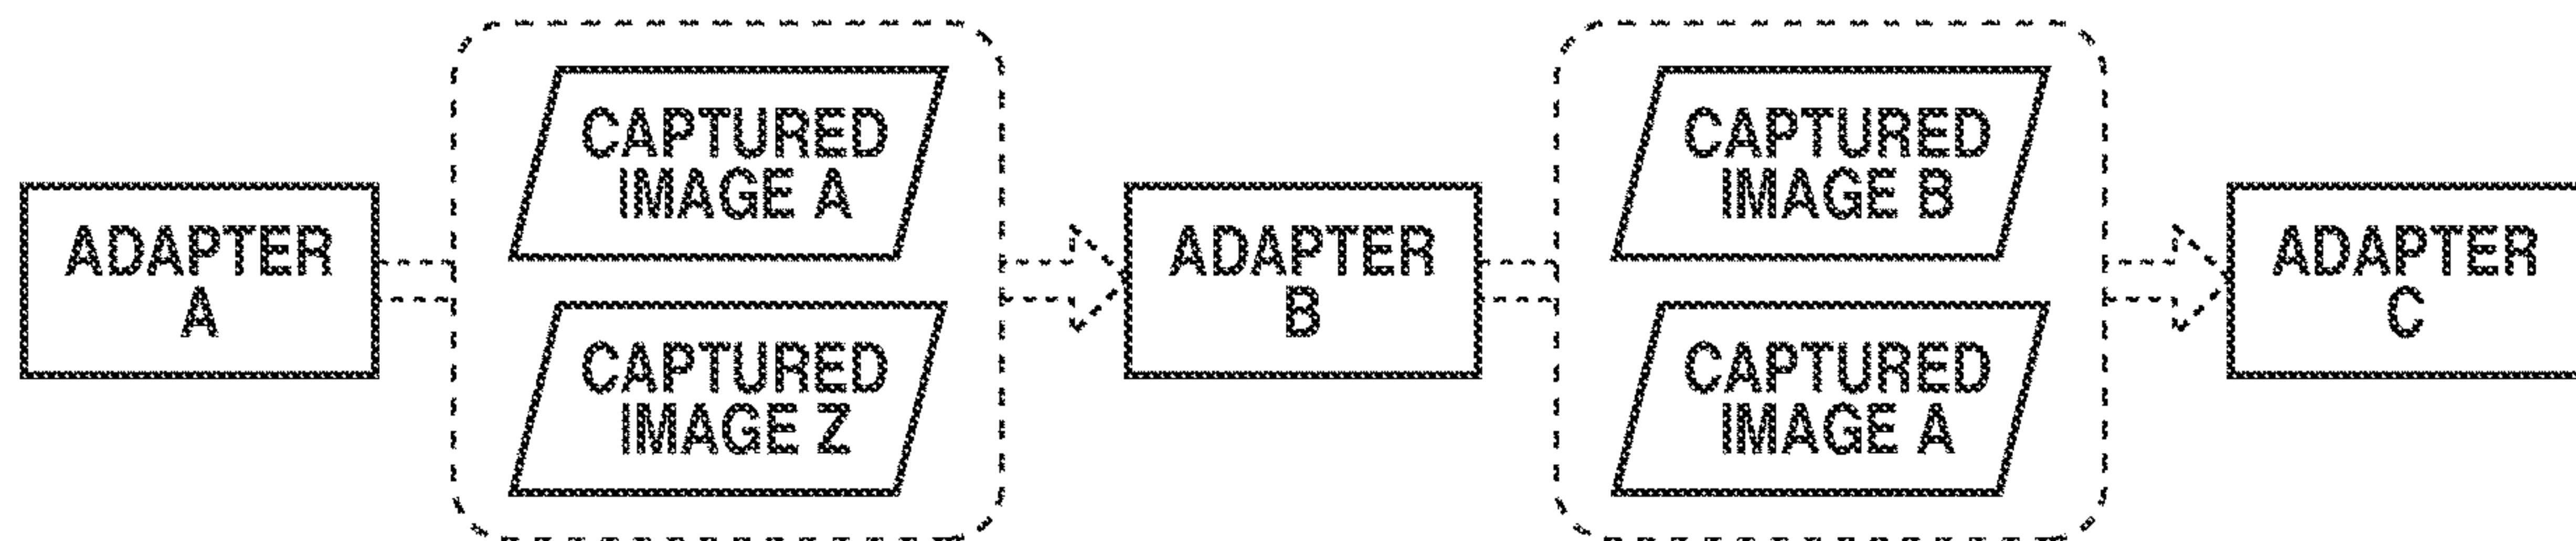 ADAPTER
A
CAPTURED
IMAGE A
CAPTURED
IMAGE Z
ADAPTER
B
CAPTURED
IMAGE B
CAPTURED
IMAGE A
ADAPTER
C